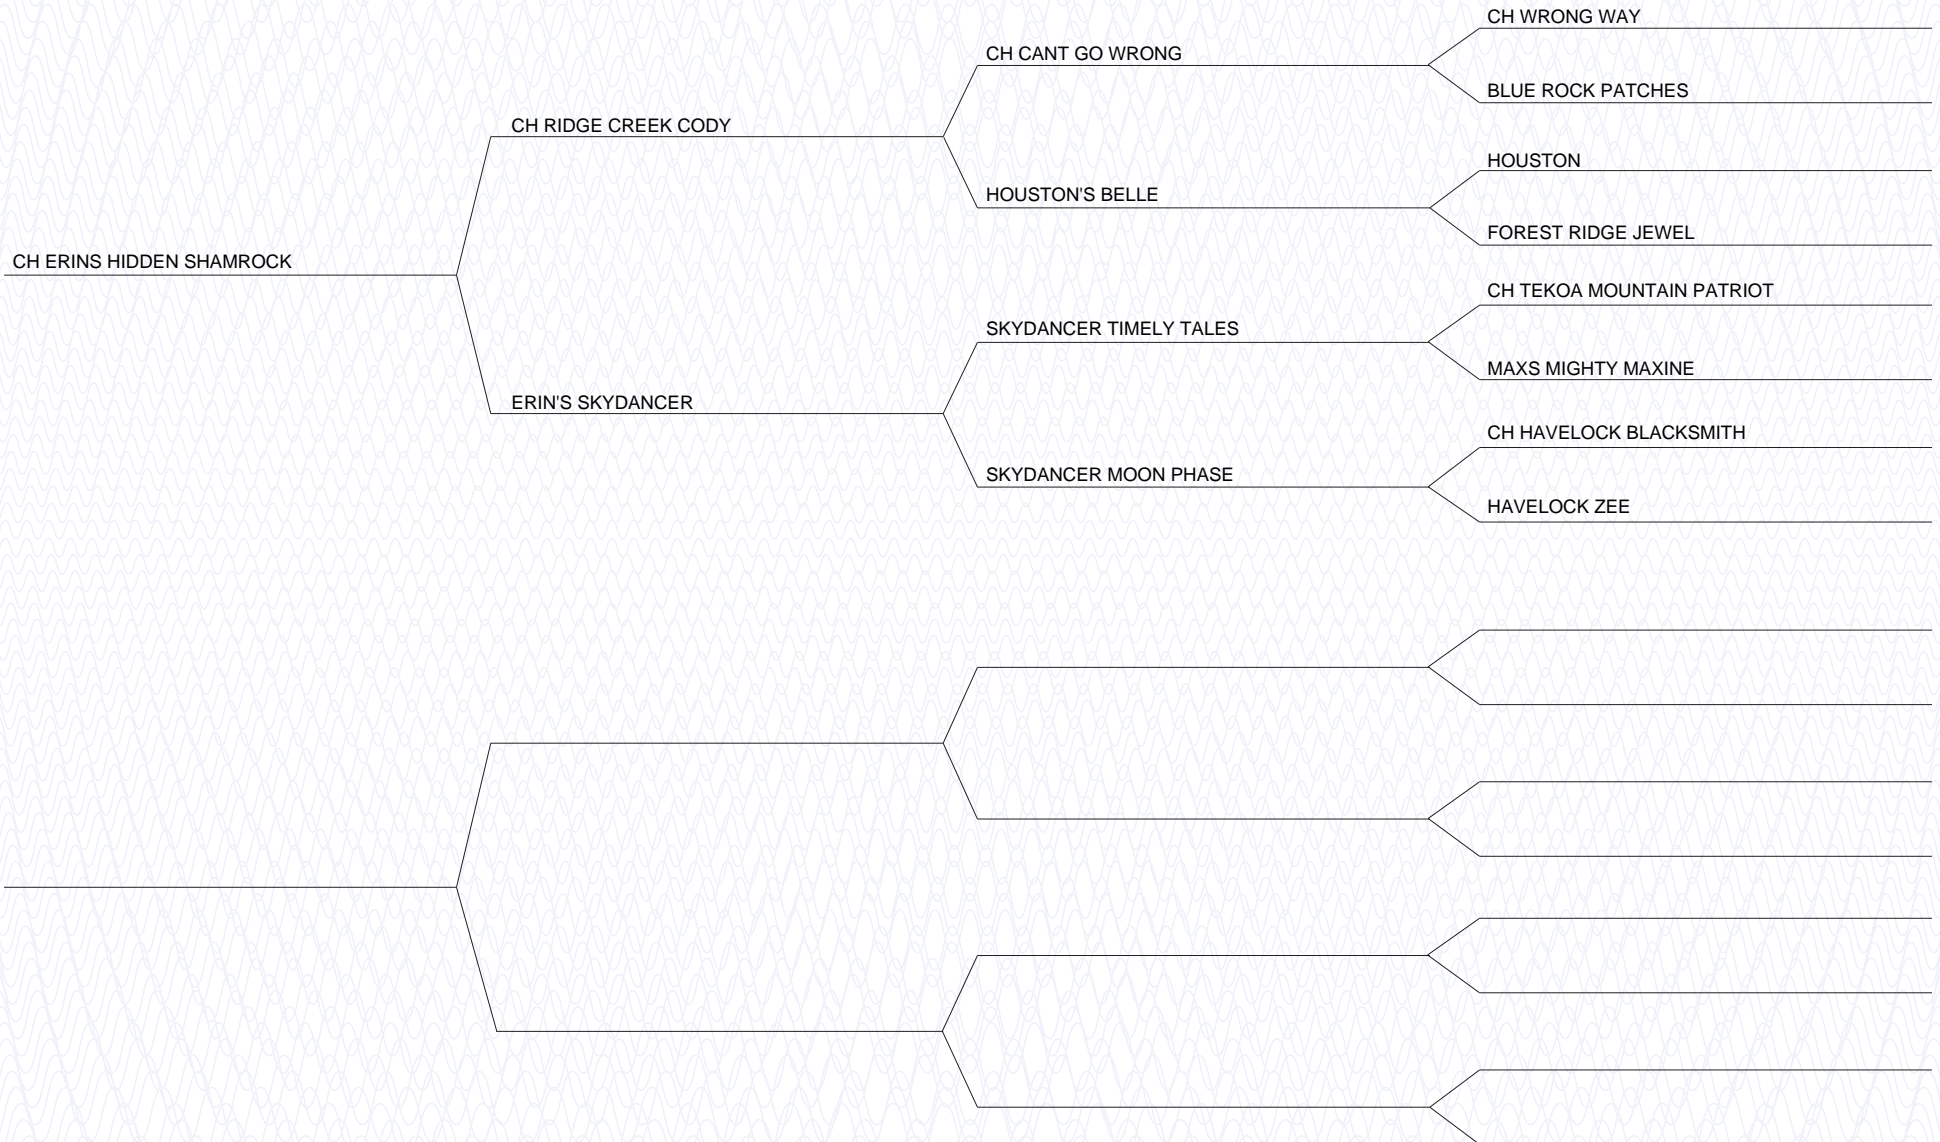 CH WRONG WAY
CH CANT GO WRONG
BLUE ROCK PATCHES
CH RIDGE CREEK CODY
HOUSTON
HOUSTON'S BELLE
FOREST RIDGE JEWEL
CH ERINS HIDDEN SHAMROCK
CH TEKOA MOUNTAIN PATRIOT
SKYDANCER TIMELY TALES
MAXS MIGHTY MAXINE
ERIN'S SKYDANCER
CH HAVELOCK BLACKSMITH
SKYDANCER MOON PHASE
HAVELOCK ZEE